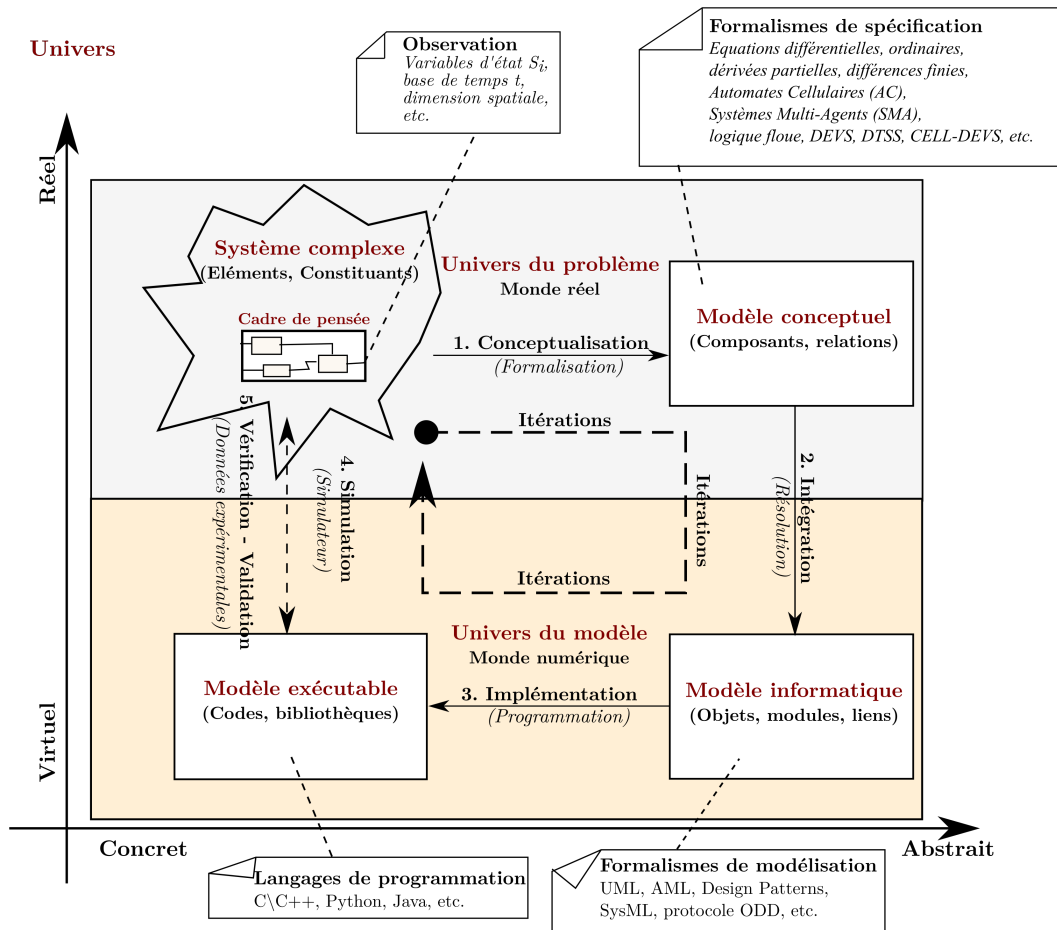 Univers
Observation
Variables d'état Si,
base de temps t,
dimension spatiale,
etc.
Formalismes de spécification
Equations différentielles, ordinaires,
dérivées partielles, différences finies,
Automates Cellulaires (AC),
Systèmes Multi-Agents (SMA),
logique floue, DEVS, DTSS, CELL-DEVS, etc.
Réel
Système complexe
(Eléments, Constituants)
Cadre de pensée
Univers du problème
Monde réel
1. Conceptualisation
(Formalisation)
Modèle conceptuel
(Composants, relations)
Itérations
Itérations
Itérations
2. Intégration
(Résolution)
4. Simulation
(Simulateur)
5. Vérification - Validation
(Données expérimentales)
Univers du modèle
Monde numérique
3. Implémentation
(Programmation)
Modèle exécutable
(Codes, bibliothèques)
Modèle informatique
(Objets, modules, liens)
Virtuel
Concret
Abstrait
Langages de programmation
C\C++, Python, Java, etc.
Formalismes de modélisation
UML, AML, Design Patterns,
SysML, protocole ODD, etc.